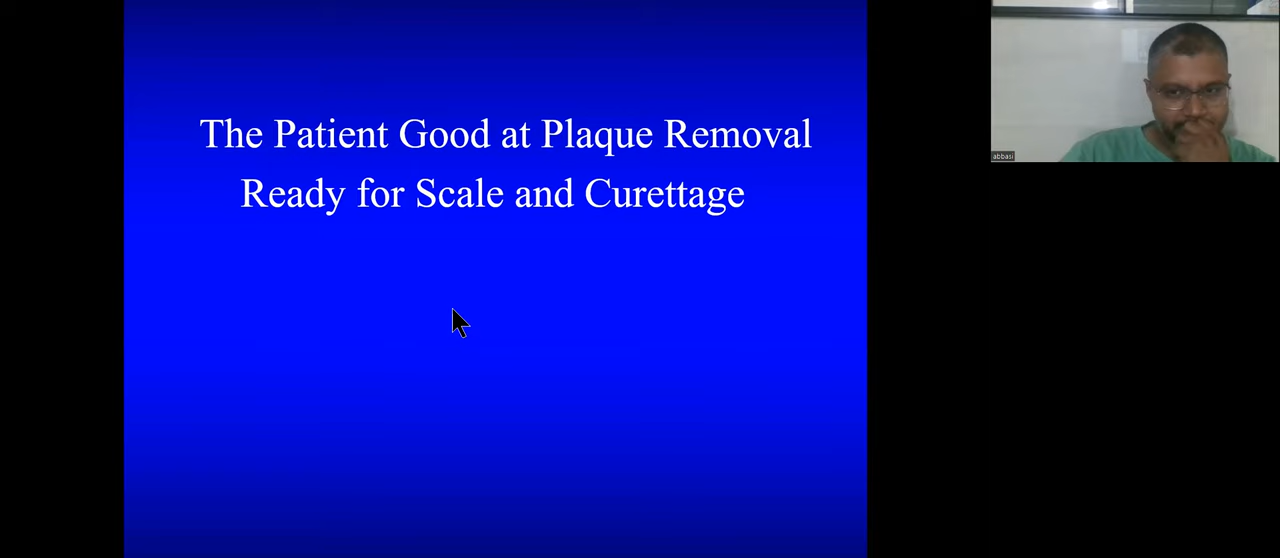 The Patient Good at Plaque Removal
Ready for Scale and Curettage
abbasi